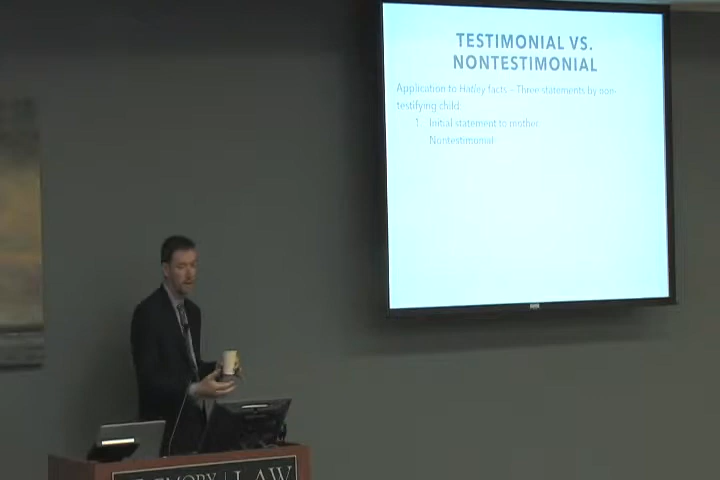 TESTIMONIAL VS.
NONTESTIMONIAL
Application to Hatley facts – Three statements by non-
testifying child:
1. Initial statement to mother.
Nontestimonial
EMORY | LAW